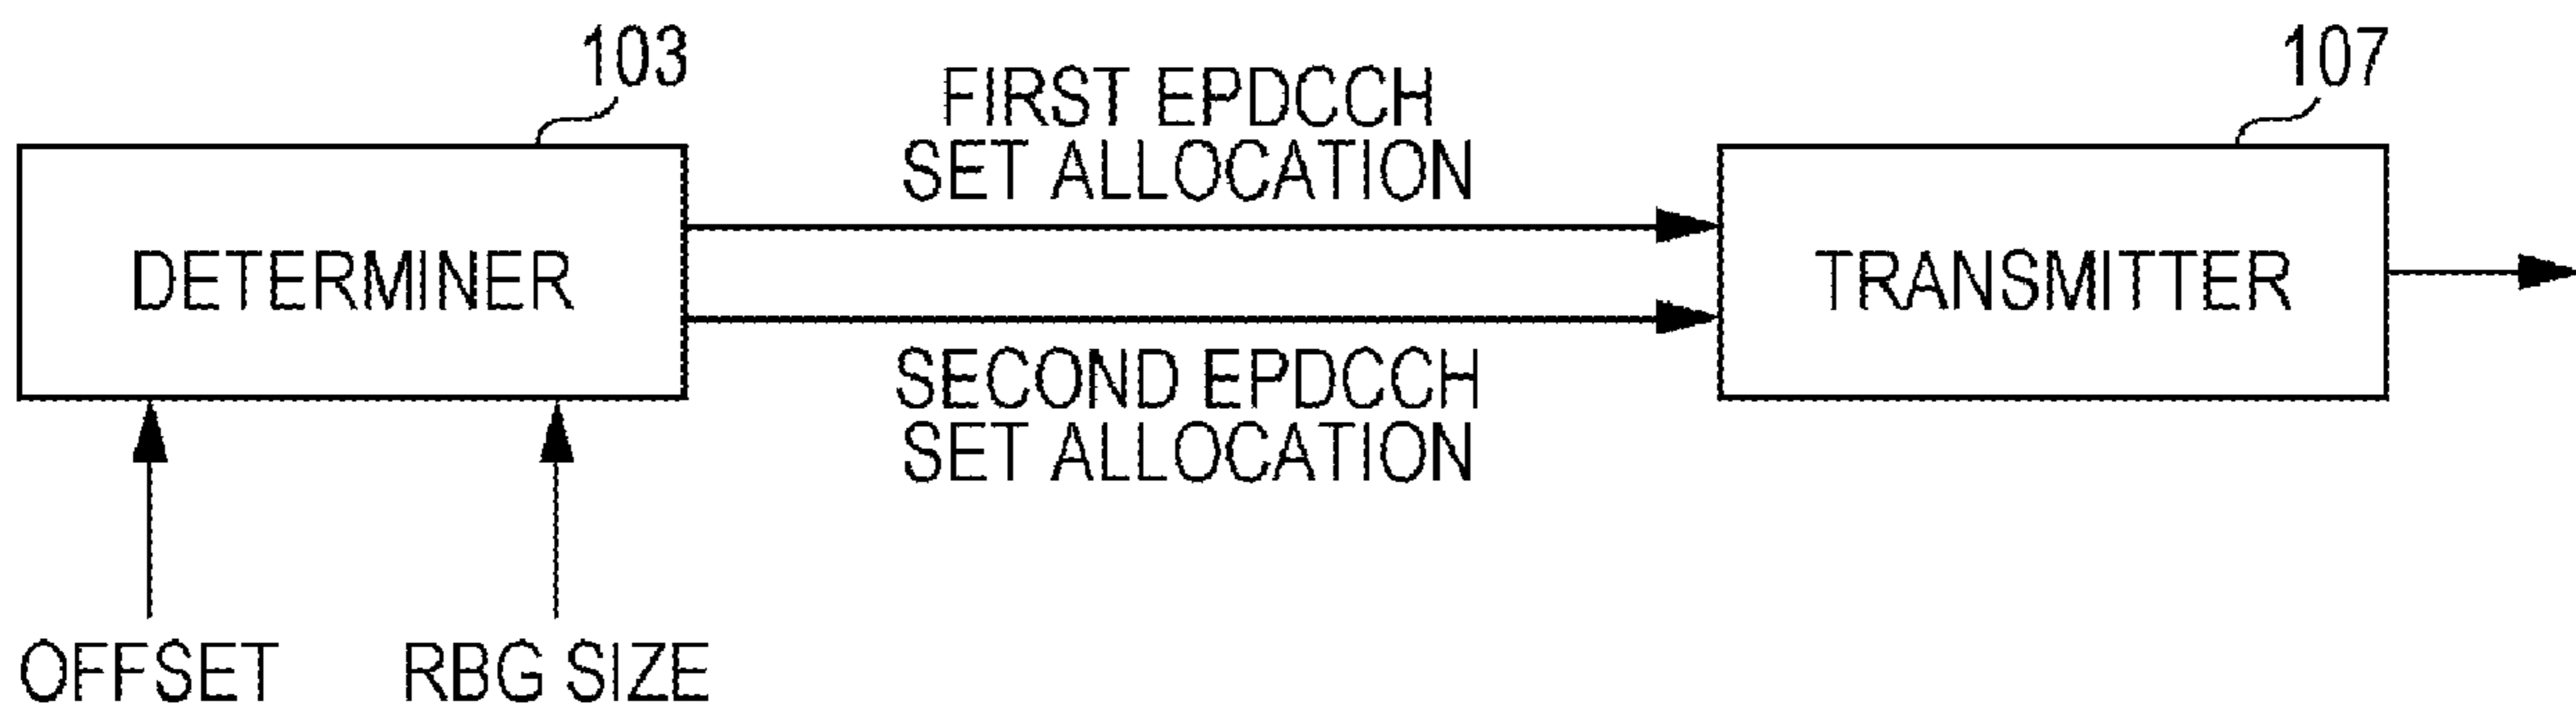 103
107
FIRST EPDCCH
SET ALLOCATION
DETERMINER
TRANSMITTER
SECOND EPDCCH
SET ALLOCATION
OFFSET
RBG SIZE